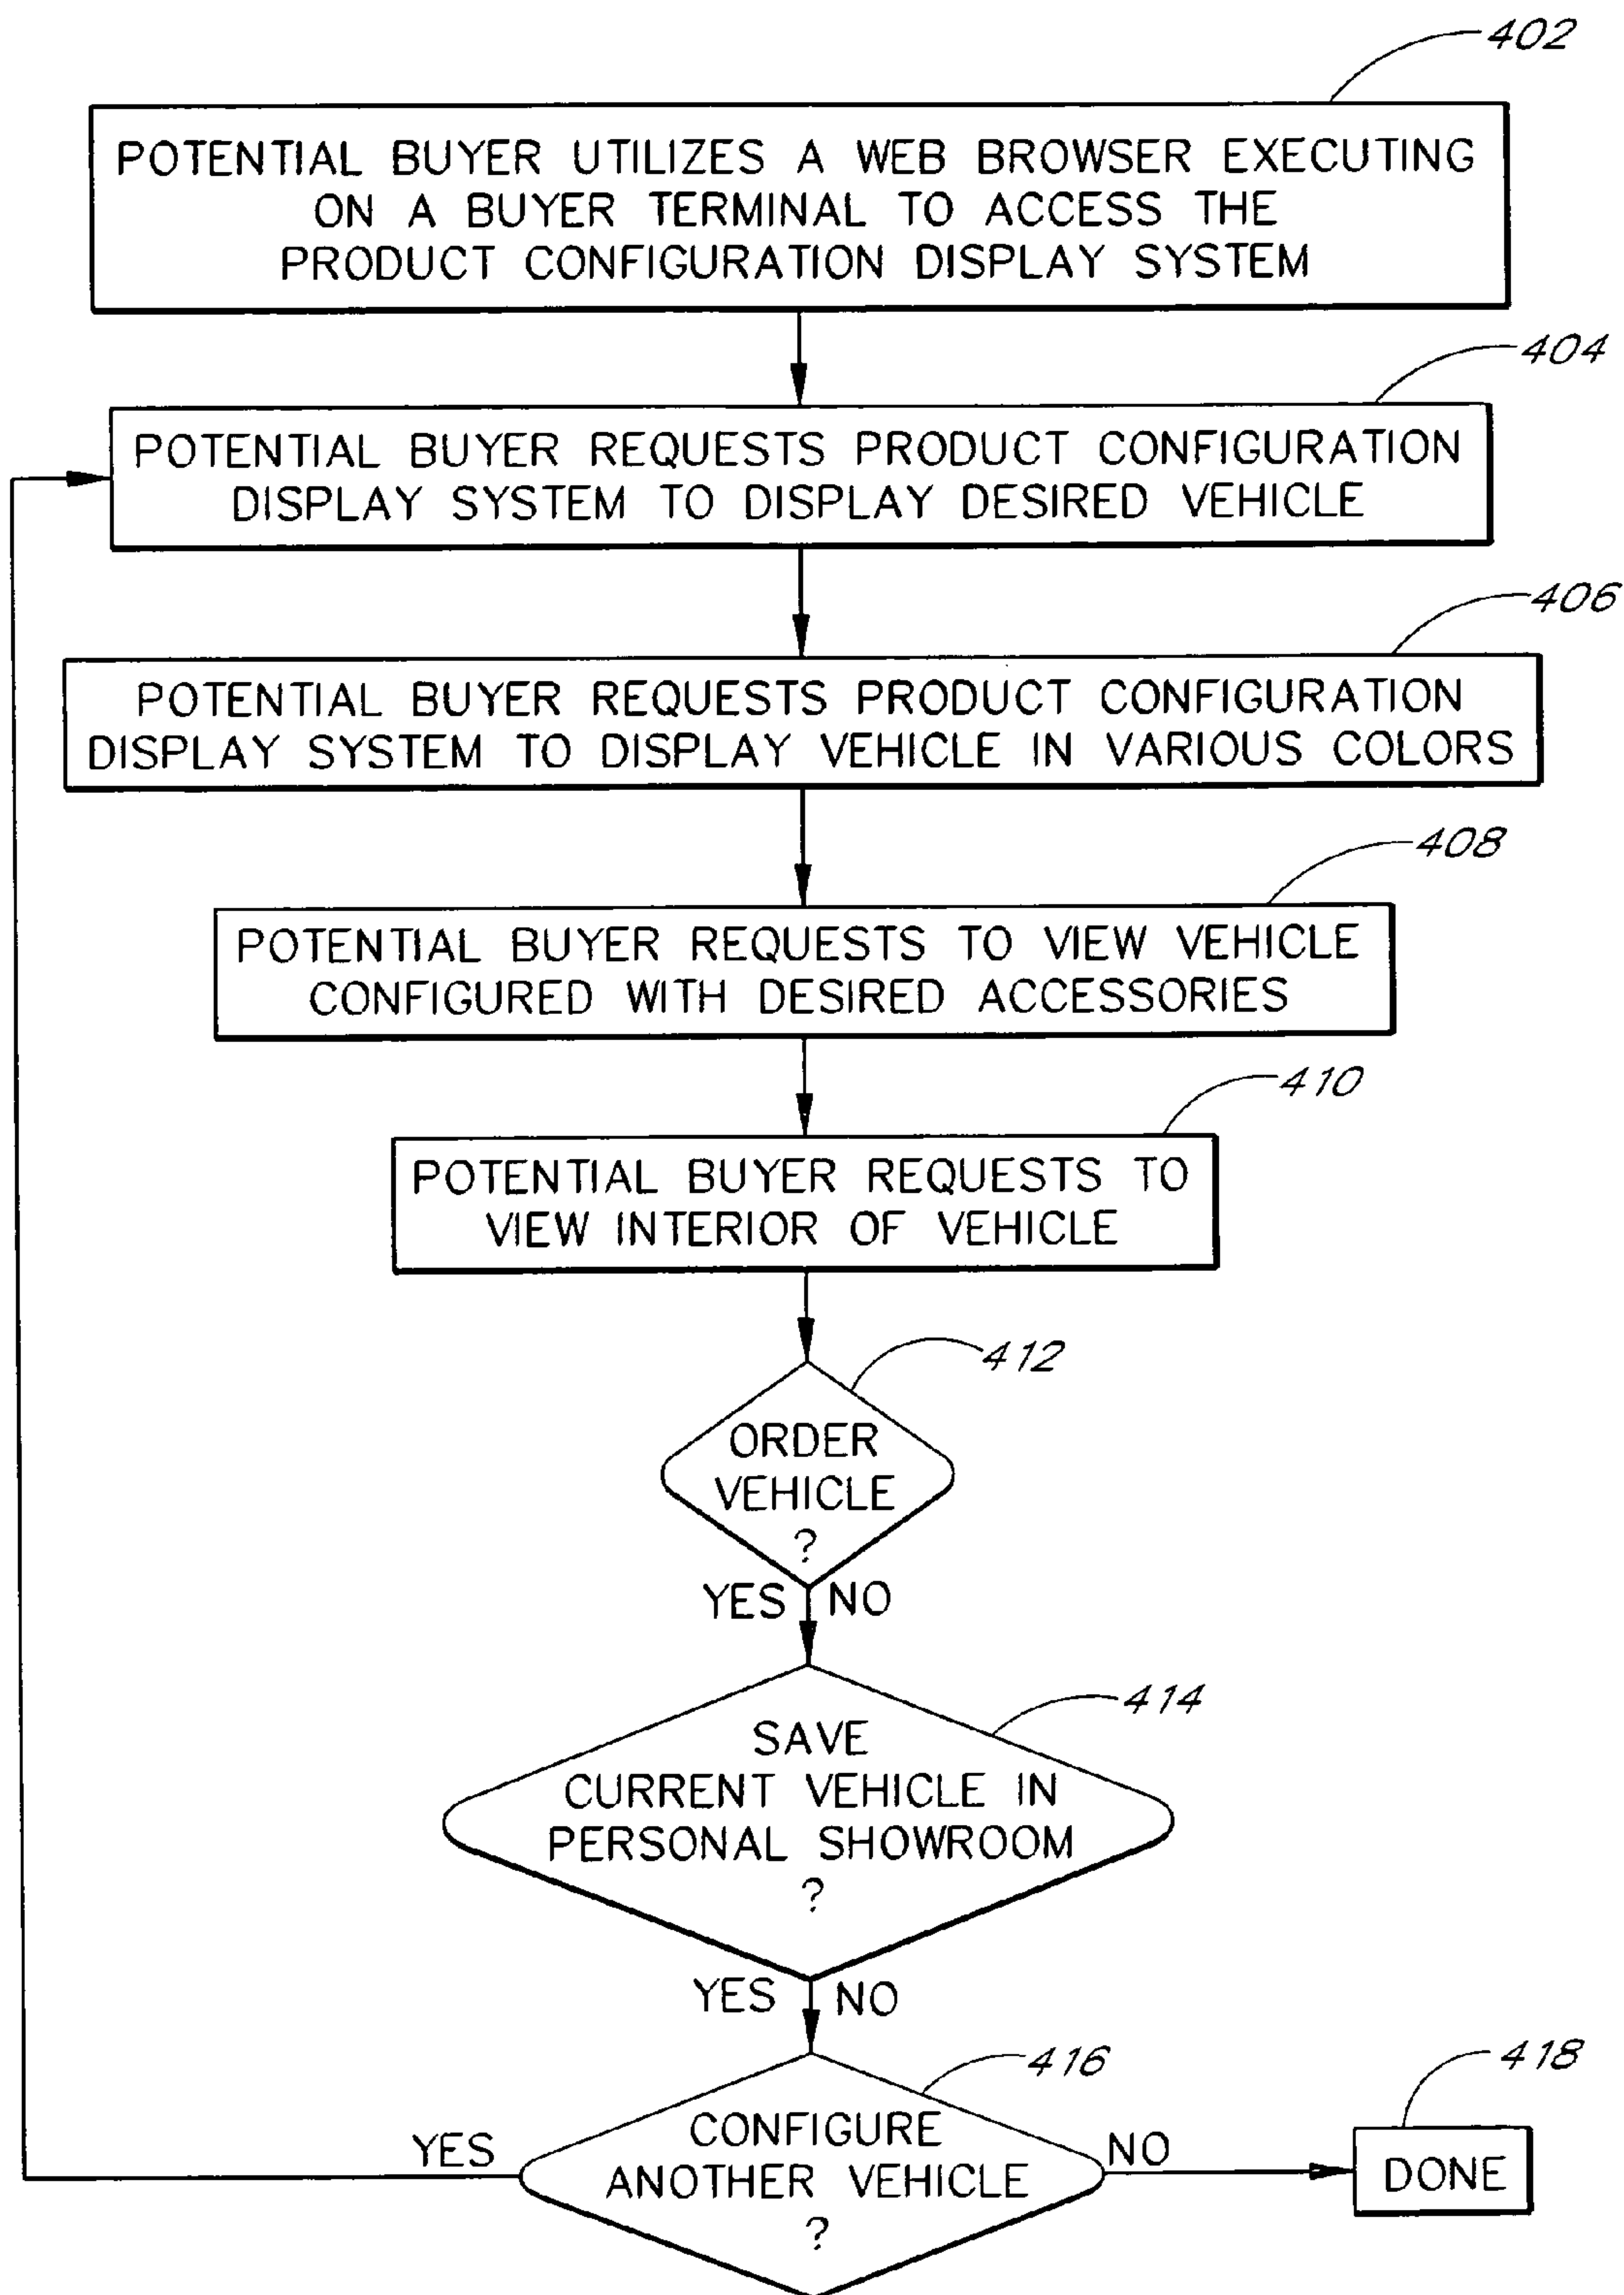 402
POTENTIAL BUYER UTILIZES A WEB BROWSER EXECUTING
ON A BUYER TERMINAL TO ACCESS THE
PRODUCT CONFIGURATION DISPLAY SYSTEM
404
POTENTIAL BUYER REQUESTS PRODUCT CONFIGURATION
DISPLAY SYSTEM TO DISPLAY DESIRED VEHICLE
406
POTENTIAL BUYER REQUESTS PRODUCT CONFIGURATION
DISPLAY SYSTEM TO DISPLAY VEHICLE IN VARIOUS COLORS
408
POTENTIAL BUYER REQUESTS TO VIEW VEHICLE
CONFIGURED WITH DESIRED ACCESSORIES
410
POTENTIAL BUYER REQUESTS TO
VIEW INTERIOR OF VEHICLE
412
ORDER
VEHICLE
?
YES NO
414
SAVE
CURRENT VEHICLE IN
PERSONAL SHOWROOM
?
YES NO
416
418
CONFIGURE
ANOTHER VEHICLE
?
YES
NO
DONE